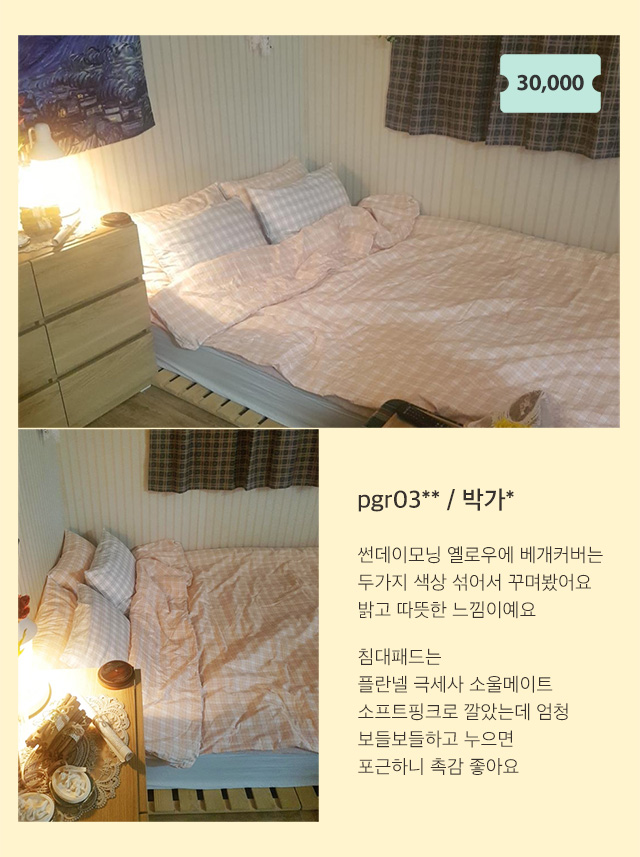 30,000
pgr03** / 박가*
썬데이모닝 옐로우에 베개커버는
두가지 색상 섞어서 꾸며봤어요
밝고 따뜻한 느낌이예요
침대패드는
플란넬 극세사 소울메이트
소프트핑크로 깔았는데 엄청
보들보들하고 누으면
포근하니 촉감 좋아요